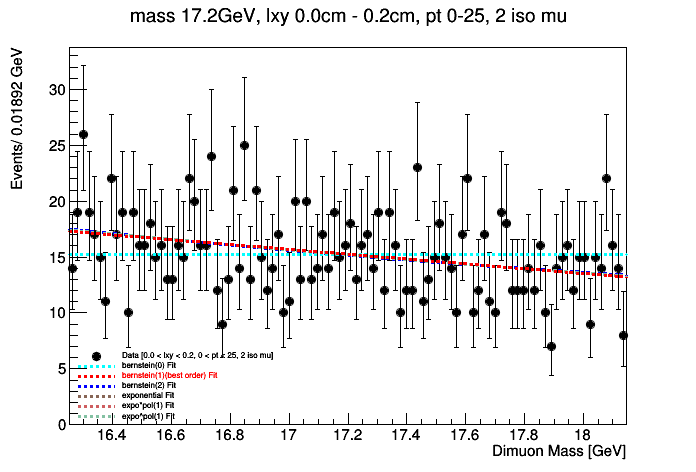 mass 17.2GeV, lxy 0.0cm - 0.2cm, pt 0-25, 2 iso mu
Events/ 0.01892 GeV
30
25
20
15
10
5
0
Data [0.0 < lxy < 0.2, 0 < pt < 25, 2 iso mu]
bernstein(0) Fit
bernstein(1)(best order) Fit
bernstein(2) Fit
exponential Fit
expo*pol(1) Fit
expo*pol(1) Fit
16.4 16.6 16.8 17 17.2 17.4 17.6 17.8 18
Dimuon Mass [GeV]